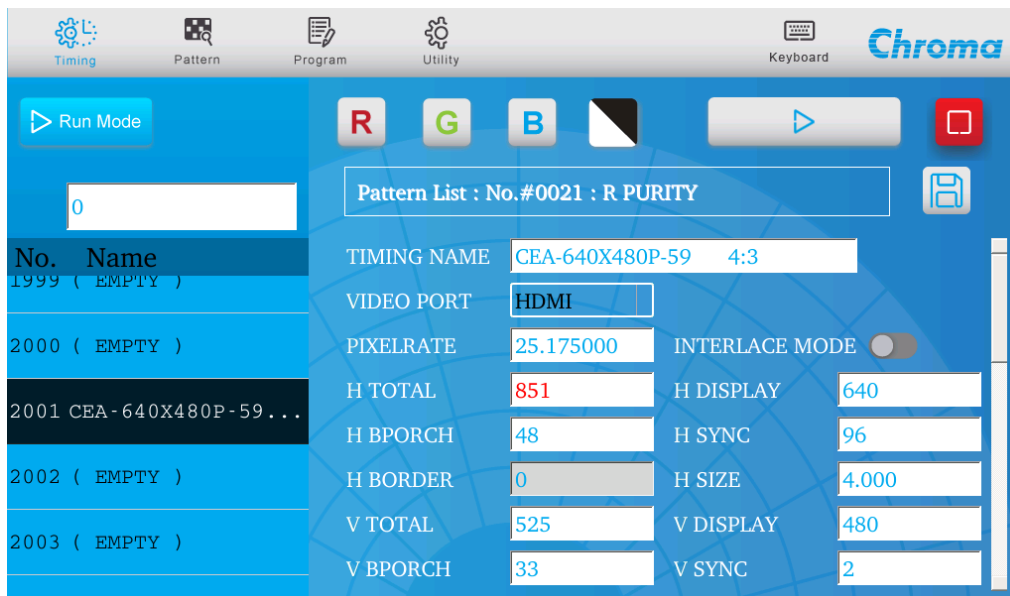 Timing Pattern Program Utility Keyboard Chroma
Run Mode R G B
0
Pattern List : No.#0021 : R PURITY
No. Name
1999 ( EMPTY )
2000 ( EMPTY )
2001 CEA-640X480P-59...
2002 ( EMPTY )
2003 ( EMPTY )
TIMING NAME CEA-640X480P-59 4:3
VIDEO PORT HDMI
PIXELRATE 25.175000 INTERLACE MODE
H TOTAL 851 H DISPLAY 640
H BPORCH 48 H SYNC 96
H BORDER 0 H SIZE 4.000
V TOTAL 525 V DISPLAY 480
V BPORCH 33 V SYNC 2